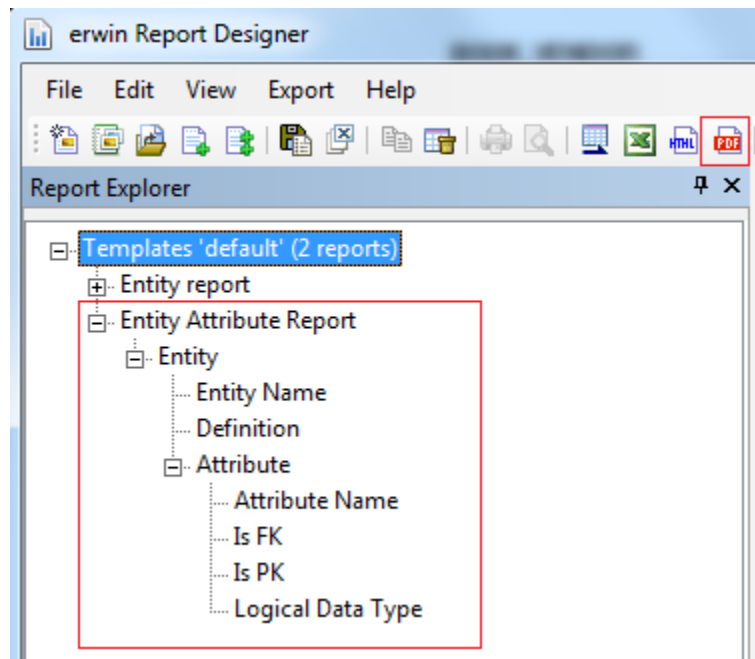 erwin Report Designer
File Edit View Export Help
HTML PDF
Report Explorer
Templates 'default' (2 reports)
Entity report
Entity Attribute Report
Entity
Entity Name
Definition
Attribute
Attribute Name
Is FK
Is PK
Logical Data Type